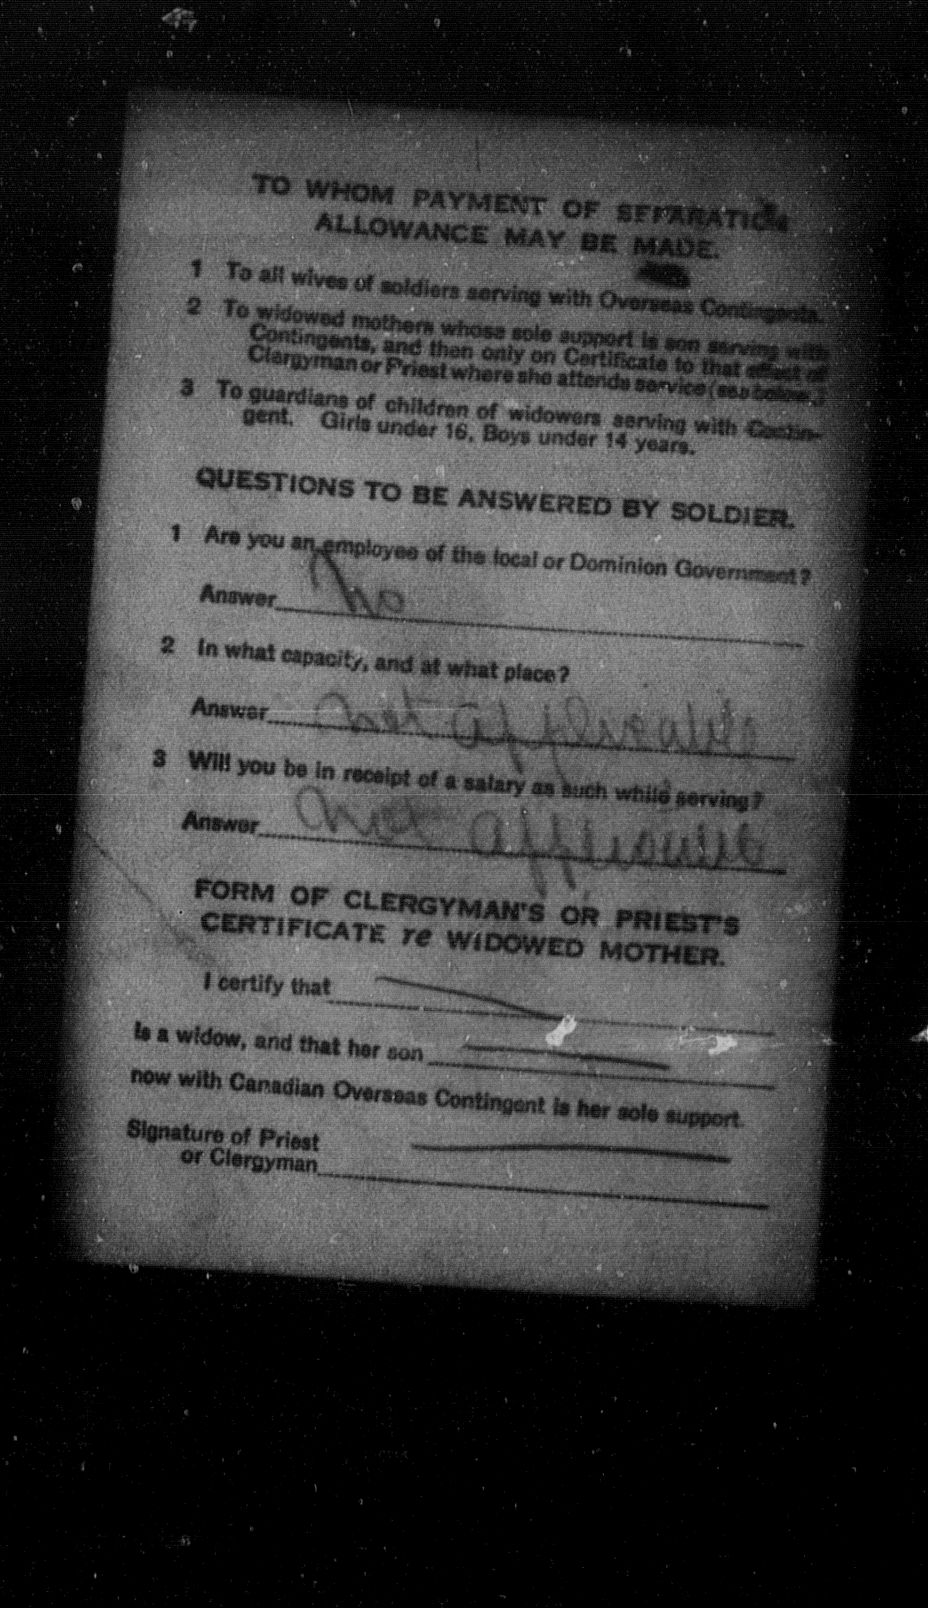 TO WHOM PAYMENT OF SEPARATION
ALLOWANCE MAY BE MADE.
1 To all wives of soldiers serving with Overseas Contingents.
2 To widowed mothers whose sole support is son serving with
Contingents, and then only on Certificate to that effect of
Clergyman or Priest where she attends service (see below.)
3 To guardians of children of widowers serving with Contin-
gent. Girls under 16, Boys under 14 years.
QUESTIONS TO BE ANSWERED BY SOLDIER.
1 Are you an employee of the local or Dominion Government?
Answer No
2 In what capacity, and at what place?
Answer not applicable
3 Will you be in receipt of a salary as such while serving?
Answer not applicable
FORM OF CLERGYMAN'S OR PRIEST'S
CERTIFICATE re WIDOWED MOTHER.
I certify that
is a widow, and that her son
now with Canadian Overseas Contingent is her sole support.
Signature of Priest
or Clergyman